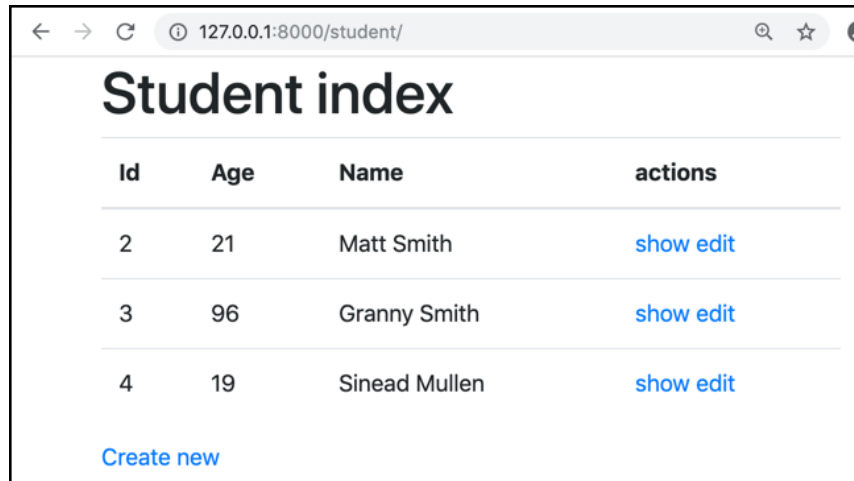 127.0.0.1:8000/student/
Student index
Id Age Name actions
2 21 Matt Smith show edit
3 96 Granny Smith show edit
4 19 Sinead Mullen show edit
Create new